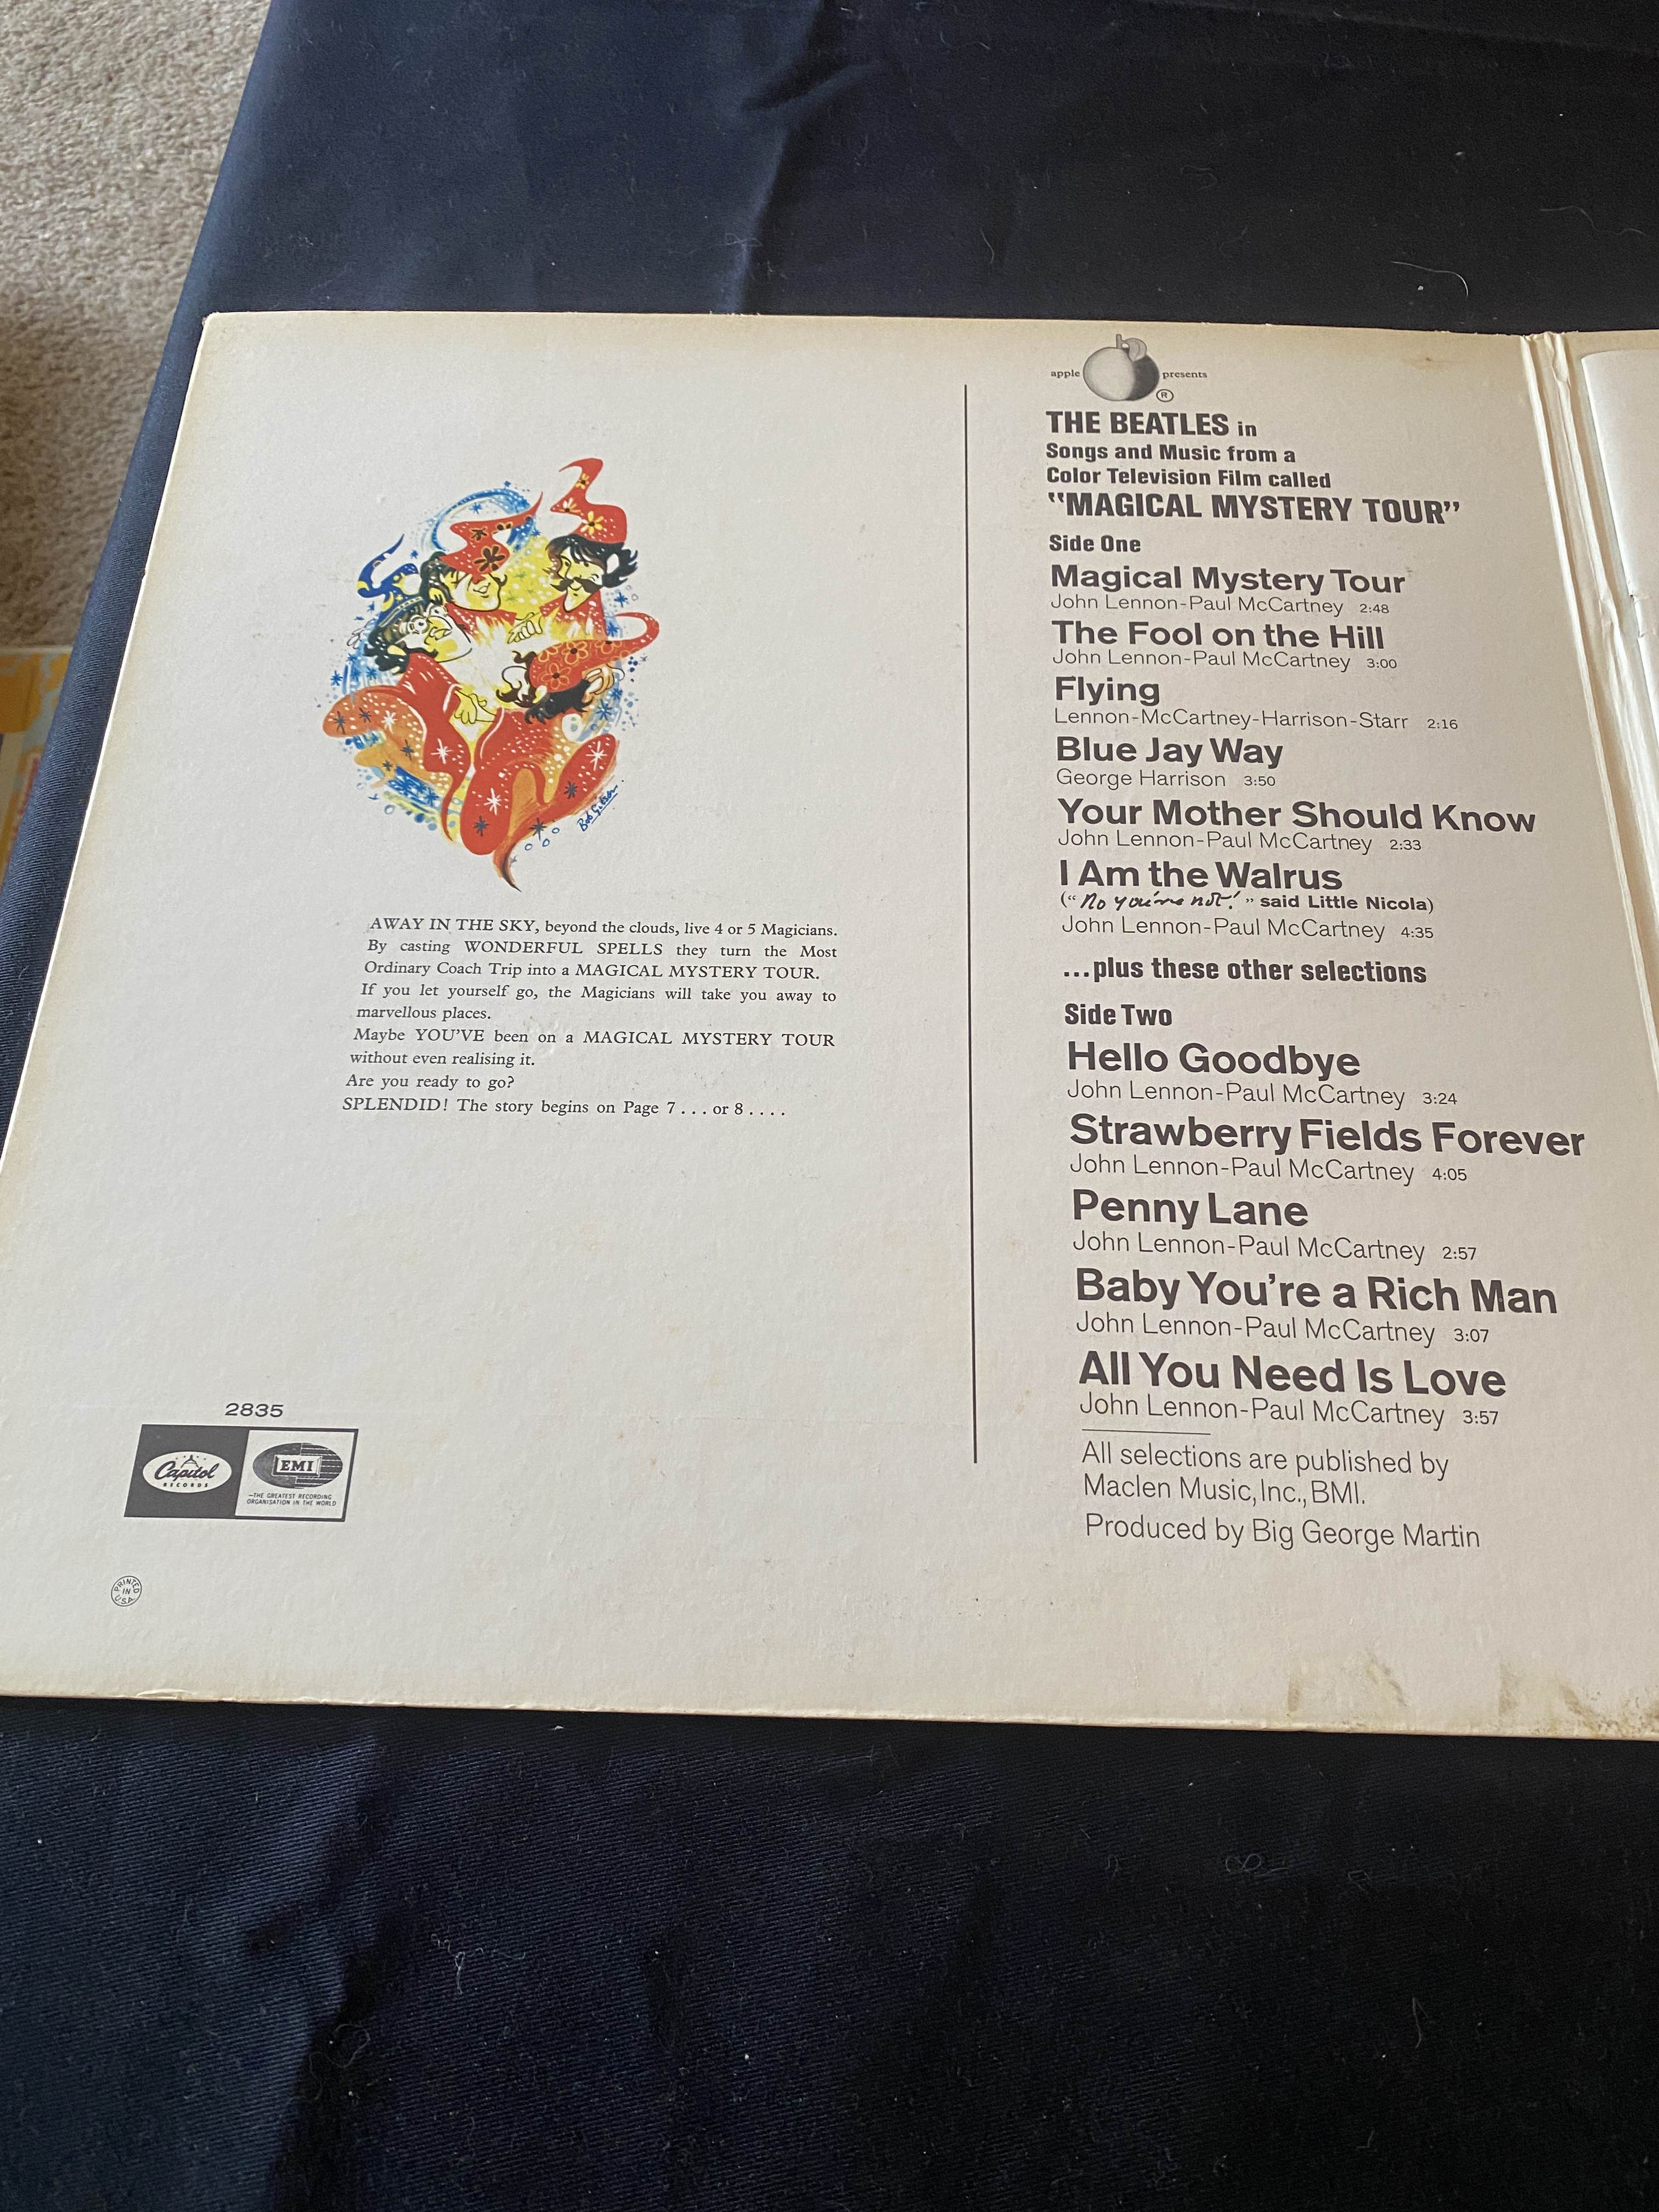 AWAY IN THE SKY, beyond the clouds, live 4 or 5 Magicians.
By casting WONDERFUL SPELLS they turn the Most
Ordinary Coach Trip into a MAGICAL MYSTERY TOUR.
If you let yourself go, the Magicians will take you away to
marvellous places.
Maybe YOU'VE been on a MAGICAL MYSTERY TOUR
without even realising it.
Are you ready to go?
SPLENDID! The story begins on Page 7 . . . or 8 . . . .
2835
Capitol
RECORDS
EMI
—THE GREATEST RECORDING
ORGANISATION IN THE WORLD
PRINTED
IN
U.S.A.
apple presents
®
THE BEATLES in
Songs and Music from a
Color Television Film called
"MAGICAL MYSTERY TOUR"
Side One
Magical Mystery Tour
John Lennon-Paul McCartney 2:48
The Fool on the Hill
John Lennon-Paul McCartney 3:00
Flying
Lennon-McCartney-Harrison-Starr 2:16
Blue Jay Way
George Harrison 3:50
Your Mother Should Know
John Lennon-Paul McCartney 2:33
I Am the Walrus
("No you're not!" said Little Nicola)
John Lennon-Paul McCartney 4:35
...plus these other selections
Side Two
Hello Goodbye
John Lennon-Paul McCartney 3:24
Strawberry Fields Forever
John Lennon-Paul McCartney 4:05
Penny Lane
John Lennon-Paul McCartney 2:57
Baby You're a Rich Man
John Lennon-Paul McCartney 3:07
All You Need Is Love
John Lennon-Paul McCartney 3:57
All selections are published by
Maclen Music, Inc., BMI.
Produced by Big George Martin